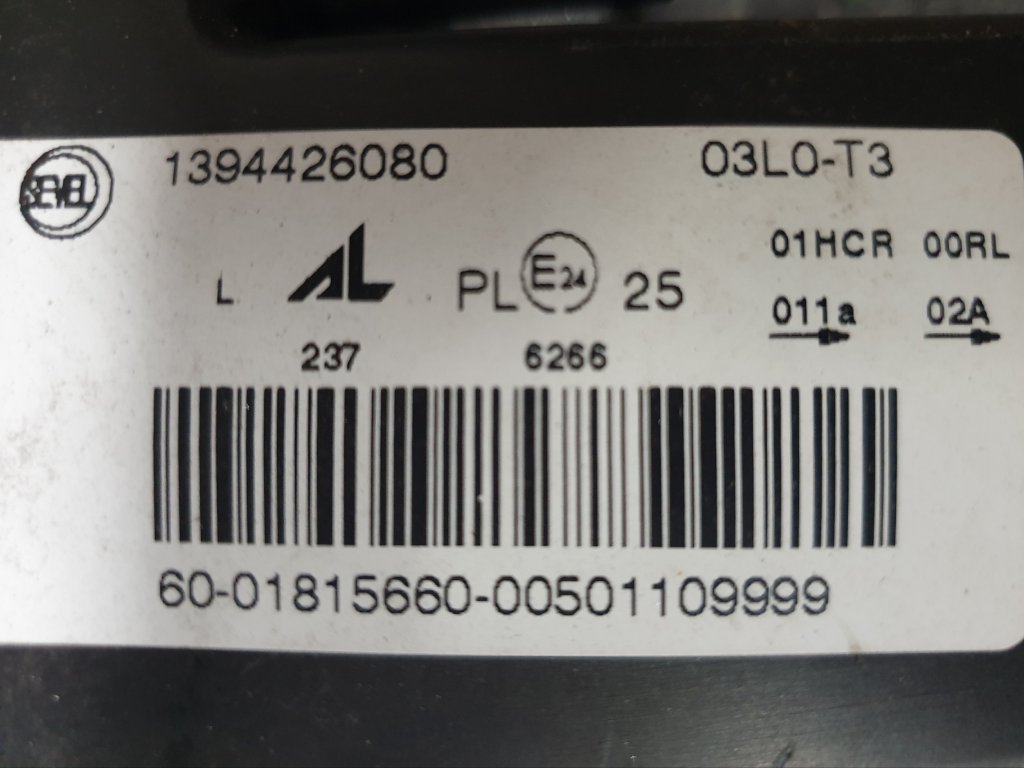 SEVEL 1394426080 03L0-T3
01HCR 00RL
L AL PL E24 25
011a 02A
237 6266
60-01815660-00501109999